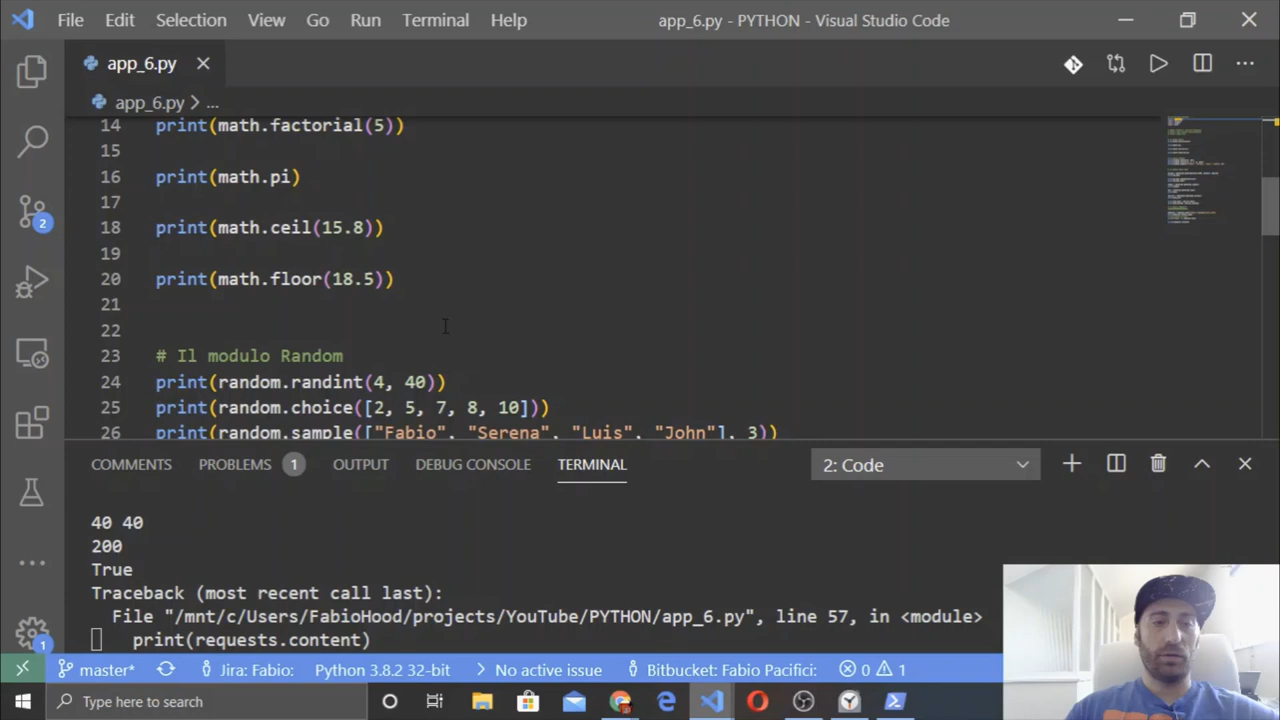 File Edit Selezione View Go Run Terminal Help app_6.py - PYTHON - Visual Studio Code
app_6.py
app_6.py > ...
14 print(math.factorial(5))
15
16 print(math.pi)
17
18 print(math.ceil(15.8))
19
20 print(math.floor(18.5))
21
22
23 # Il modulo Random
24 print(random.randint(4, 40))
25 print(random.choice([2, 5, 7, 8, 10]))
26 print(random.sample(["Fabio", "Serena", "Luis", "John"], 3))
COMMENTS PROBLEMS 1 OUTPUT DEBUG CONSOLE TERMINAL 2: Code
40 40
200
True
Traceback (most recent call last):
File "/mnt/c/Users/FabioHood/projects/YouTube/PYTHON/app_6.py", line 57, in <module>
print(requests.content)
2
1
master* Jira: Fabio: Python 3.8.2 32-bit No active issue Bitbucket: Fabio Pacifici: 0 1
Type here to search